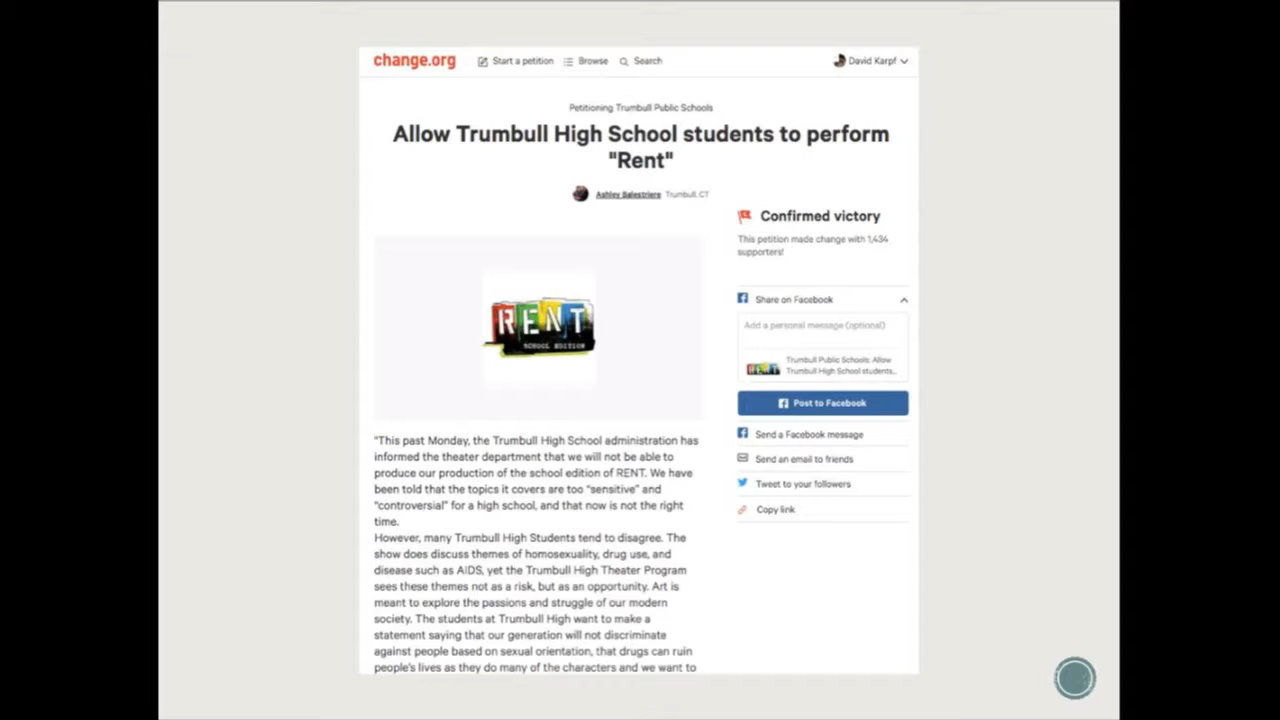 change.org Start a petition Browse Search David Karpf
Petitioning Trumbull Public Schools
Allow Trumbull High School students to perform
"Rent"
Ashley Balestriere Trumbull, CT
Confirmed victory
This petition made change with 1,434
supporters!
RENT
SCHOOL EDITION
Share on Facebook
Add a personal message (optional)
Trumbull Public Schools: Allow
Trumbull High School students...
Post to Facebook
Send a Facebook message
Send an email to friends
Tweet to your followers
Copy link
"This past Monday, the Trumbull High School administration has
informed the theater department that we will not be able to
produce our production of the school edition of RENT. We have
been told that the topics it covers are too "sensitive" and
"controversial" for a high school, and that now is not the right
time.
However, many Trumbull High Students tend to disagree. The
show does discuss themes of homosexuality, drug use, and
disease such as AIDS, yet the Trumbull High Theater Program
sees these themes not as a risk, but as an opportunity. Art is
meant to explore the passions and struggle of our modern
society. The students at Trumbull High want to make a
statement saying that our generation will not discriminate
against people based on sexual orientation, that drugs can ruin
people's lives as they do many of the characters and we want to